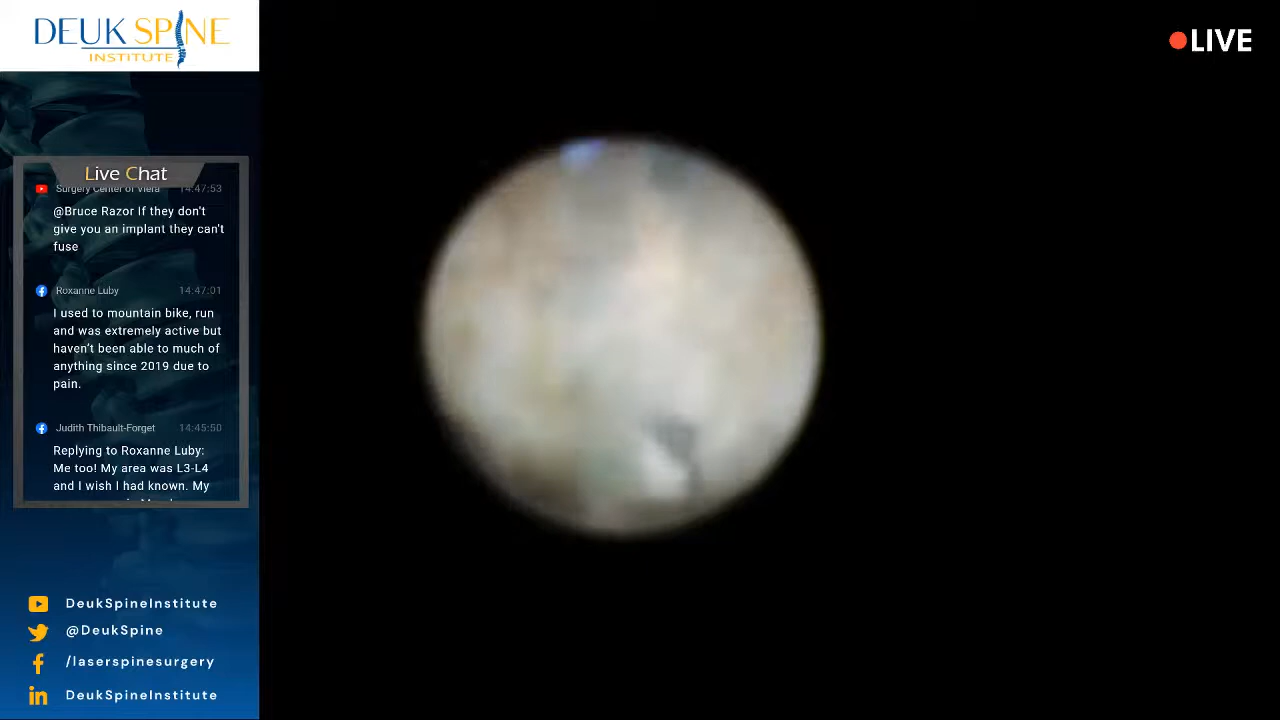 DEUK SPINE
INSTITUTE
LIVE
Live Chat
Surgery Center of Viera 14:47:53
@Bruce Razor If they don't
give you an implant they can't
fuse
Roxanne Luby 14:47:01
I used to mountain bike, run
and was extremely active but
haven't been able to much of
anything since 2019 due to
pain.
Judith Thibault-Forget 14:45:50
Replying to Roxanne Luby:
Me too! My area was L3-L4
and I wish I had known. My
DeukSpineInstitute
@DeukSpine
/laserspinesurgery
DeukSpineInstitute